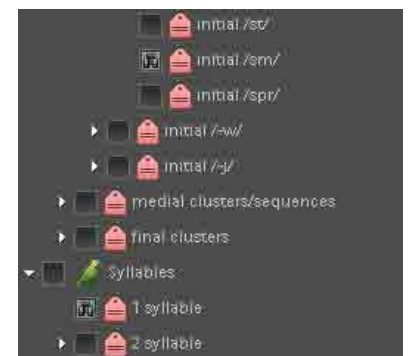 initial /st/
initial /sm/
initial /spr/
initial /-w/
initial /-j/
medial clusters/sequences
final clusters
Syllables
1 syllable
2 syllable